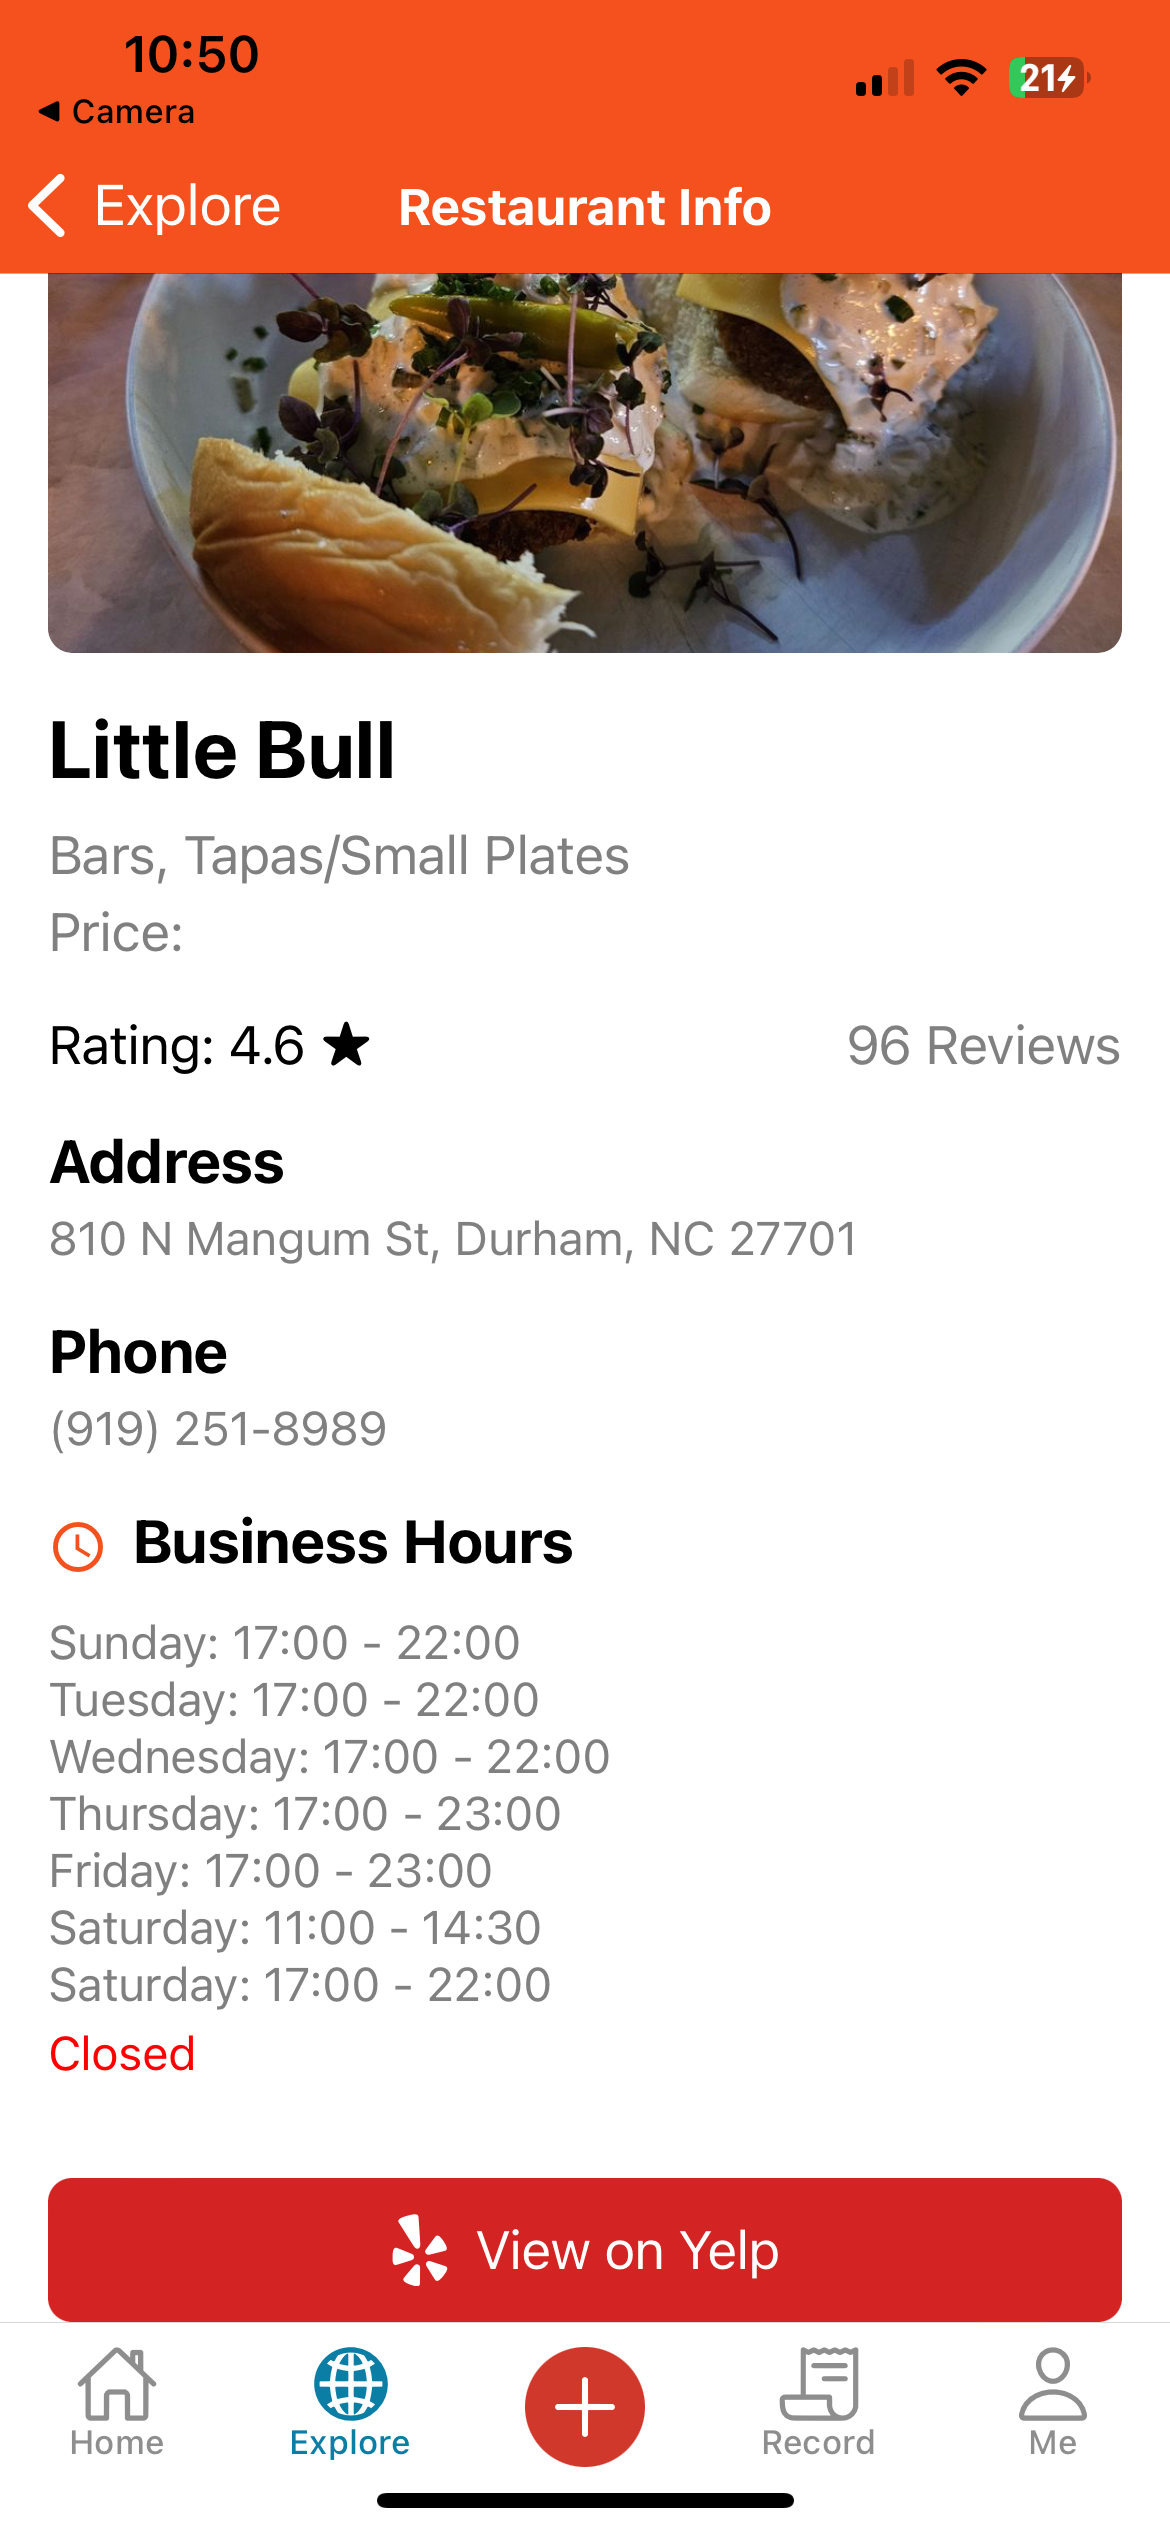 10:50
21
◀ Camera
Explore
Restaurant Info
Little Bull
Bars, Tapas/Small Plates
Price:
Rating: 4.6 ★
96 Reviews
Address
810 N Mangum St, Durham, NC 27701
Phone
(919) 251-8989
Business Hours
Sunday: 17:00 - 22:00
Tuesday: 17:00 - 22:00
Wednesday: 17:00 - 22:00
Thursday: 17:00 - 23:00
Friday: 17:00 - 23:00
Saturday: 11:00 - 14:30
Saturday: 17:00 - 22:00
Closed
View on Yelp
Home
Explore
Record
Me